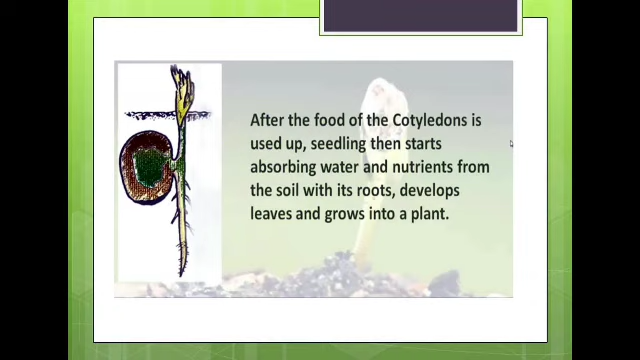 After the food of the Cotyledons is
used up, seedling then starts
absorbing water and nutrients from
the soil with its roots, develops
leaves and grows into a plant.